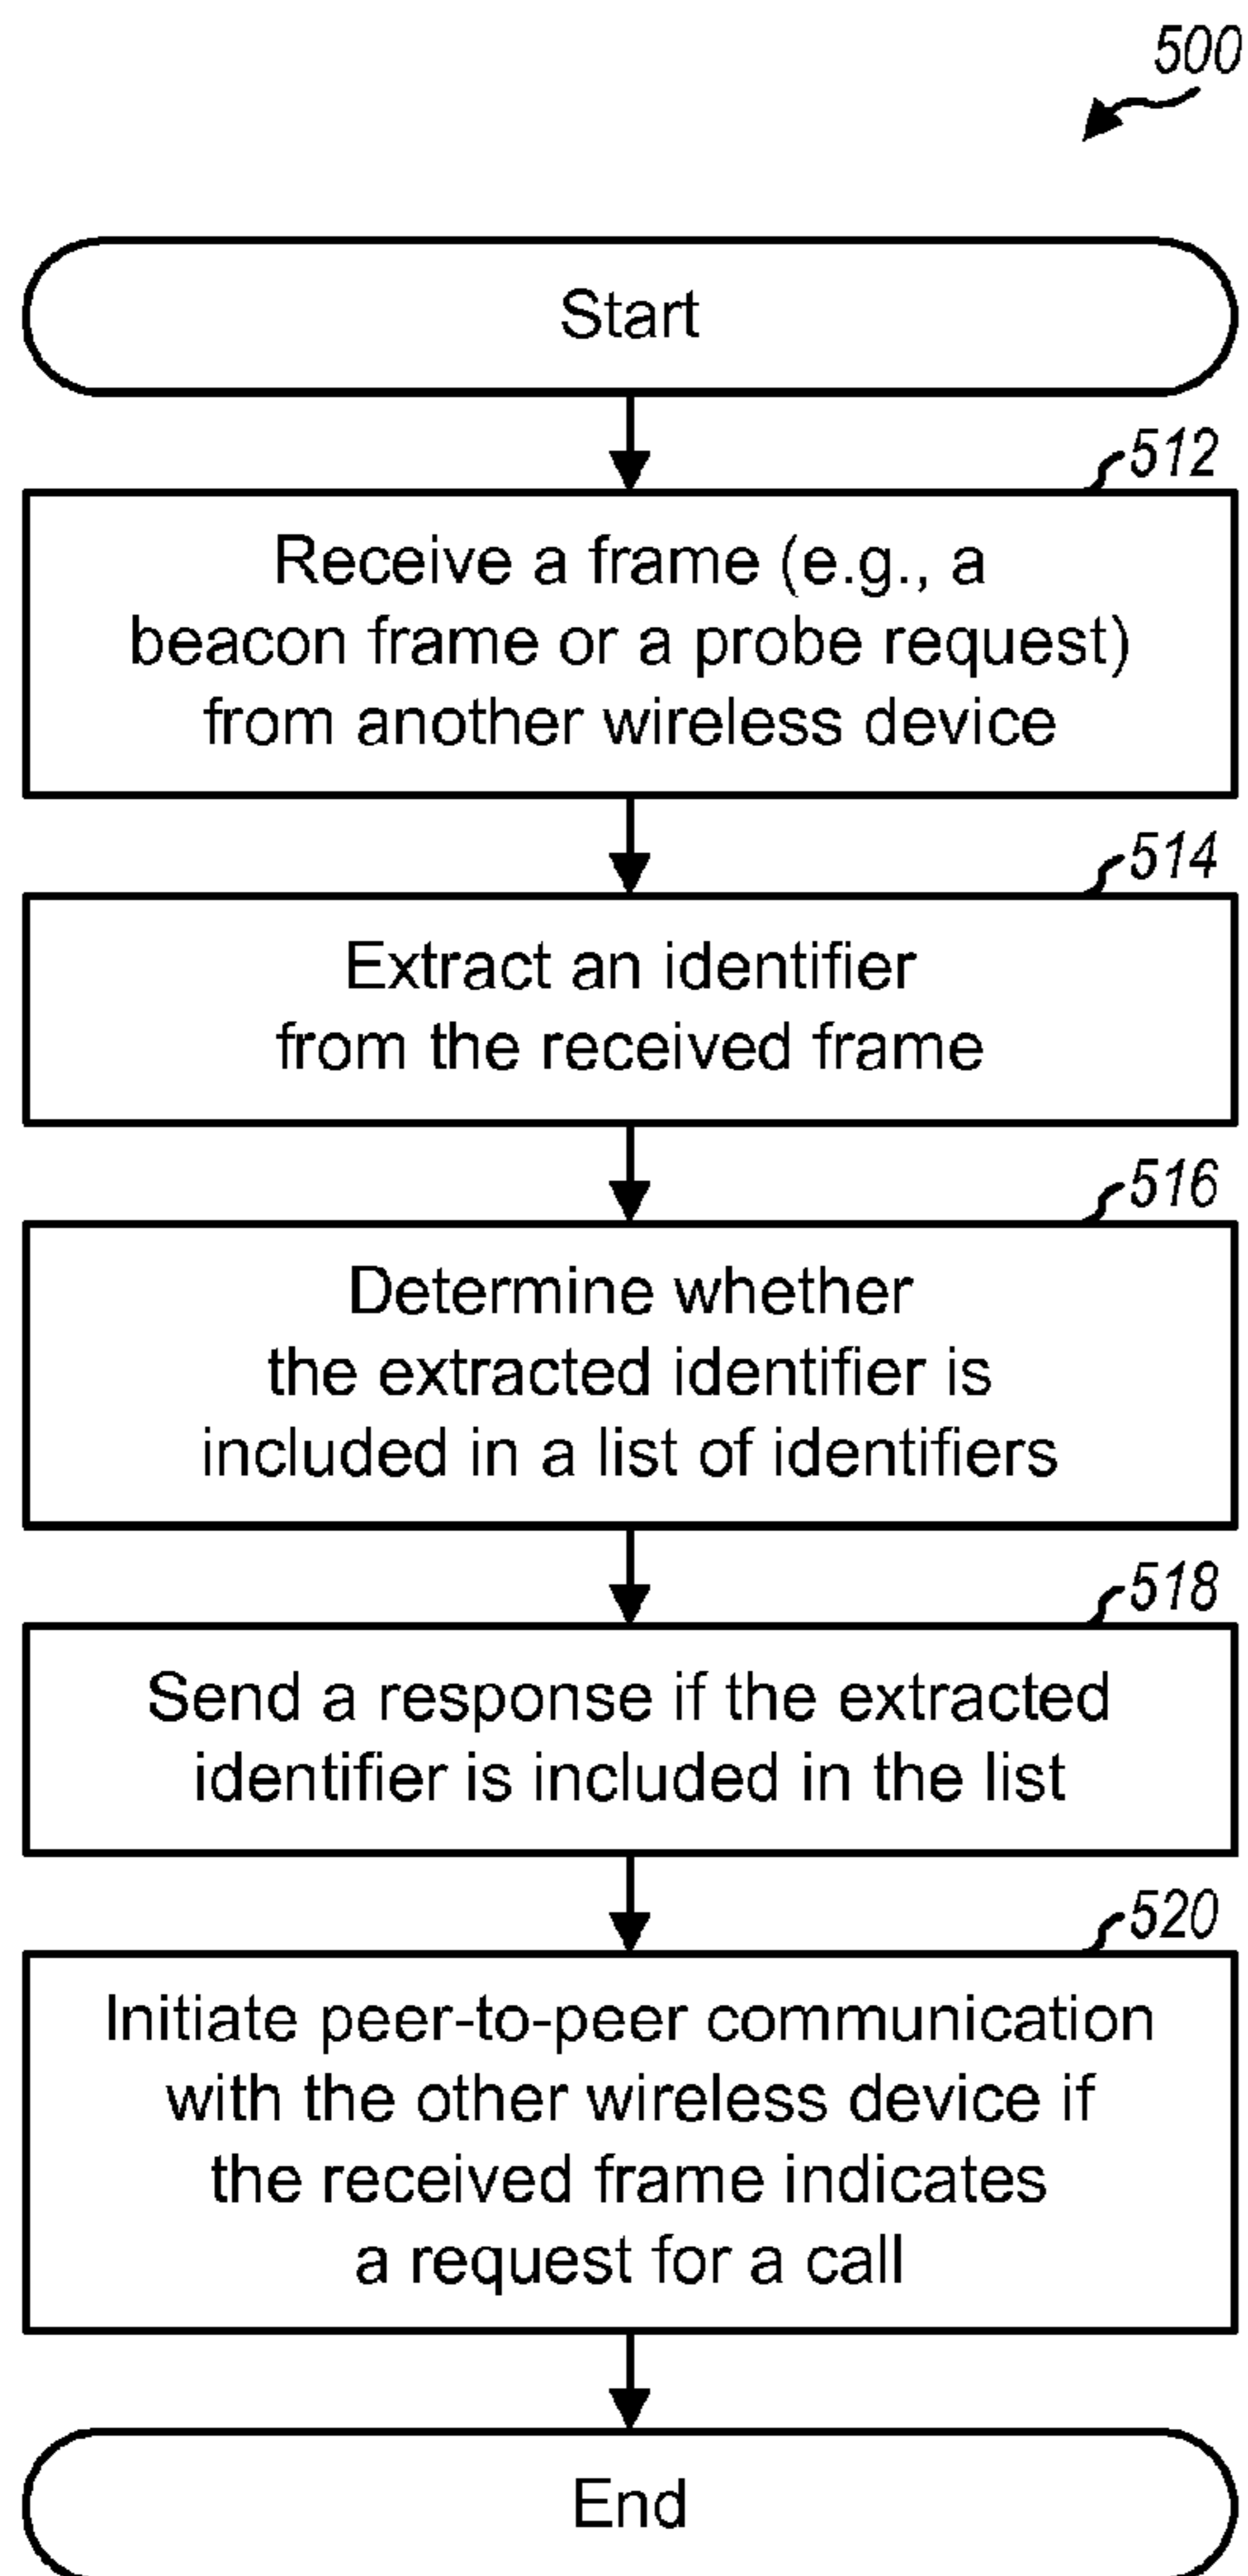 500
Start
512
Receive a frame (e.g., a
beacon frame or a probe request)
from another wireless device
514
Extract an identifier
from the received frame
516
Determine whether
the extracted identifier is
included in a list of identifiers
518
Send a response if the extracted
identifier is included in the list
520
Initiate peer-to-peer communication
with the other wireless device if
the received frame indicates
a request for a call
End